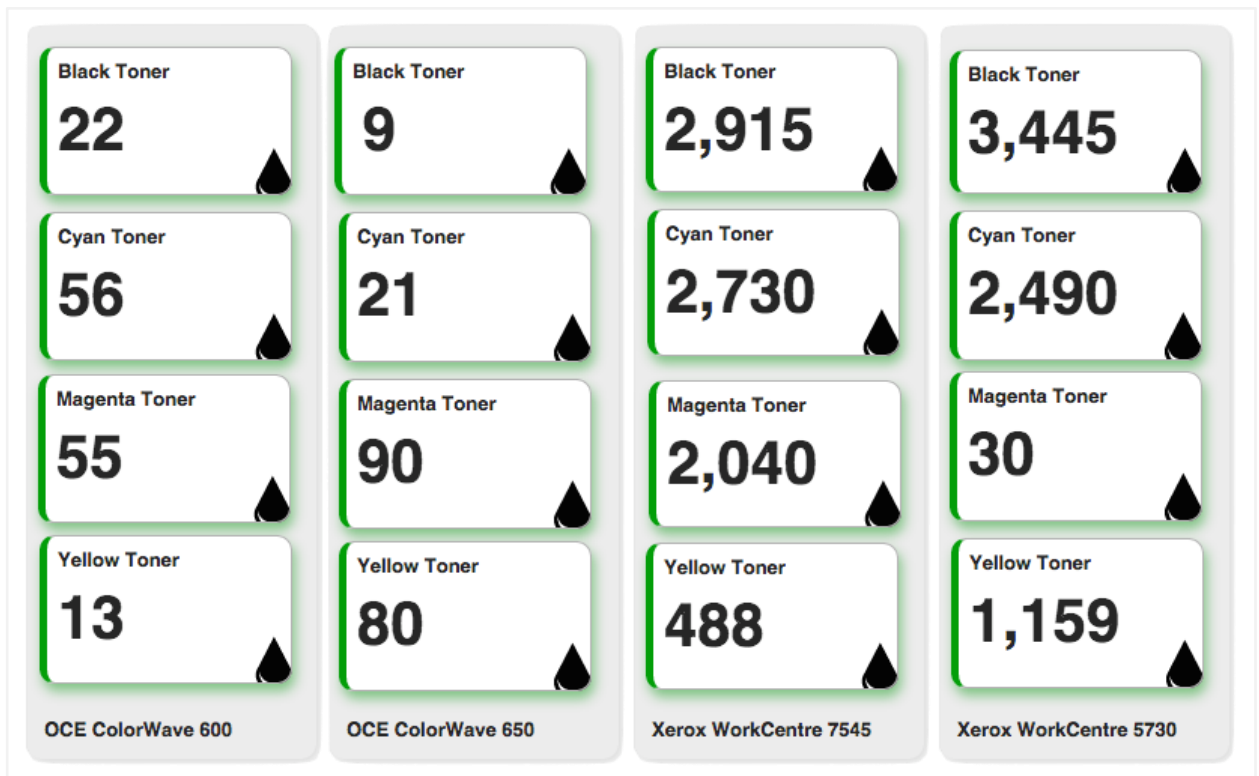 Black Toner
22
Cyan Toner
56
Magenta Toner
55
Yellow Toner
13
OCE ColorWave 600
Black Toner
9
Cyan Toner
21
Magenta Toner
90
Yellow Toner
80
OCE ColorWave 650
Black Toner
2,915
Cyan Toner
2,730
Magenta Toner
2,040
Yellow Toner
488
Xerox WorkCentre 7545
Black Toner
3,445
Cyan Toner
2,490
Magenta Toner
30
Yellow Toner
1,159
Xerox WorkCentre 5730